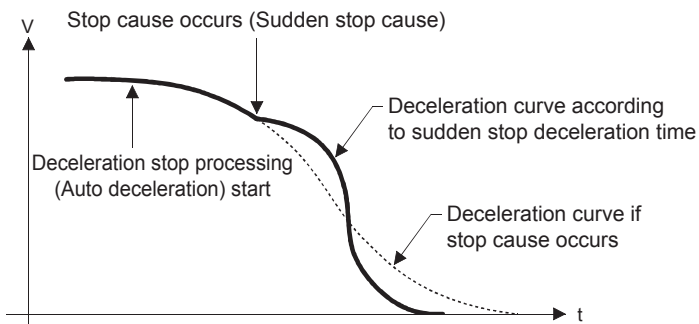 V
Stop cause occurs (Sudden stop cause)
Deceleration curve according
to sudden stop deceleration time
Deceleration stop processing
(Auto deceleration) start
Deceleration curve if
stop cause occurs
t